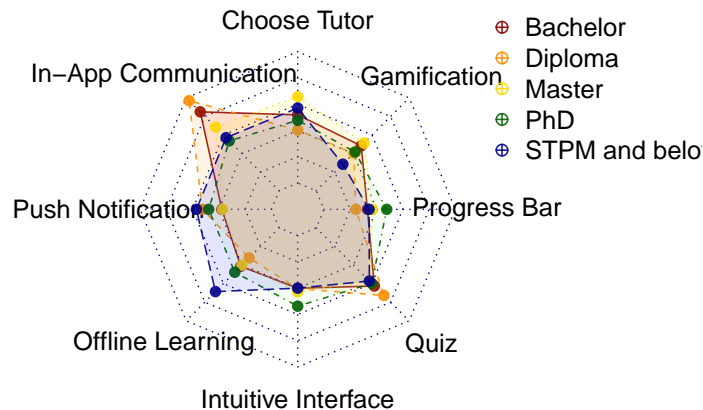 Choose Tutor
Bachelor
Diploma
Master
PhD
STPM and belo
In−App Communication
Gamification
Push Notification
Progress Bar
Offline Learning
Quiz
Intuitive Interface